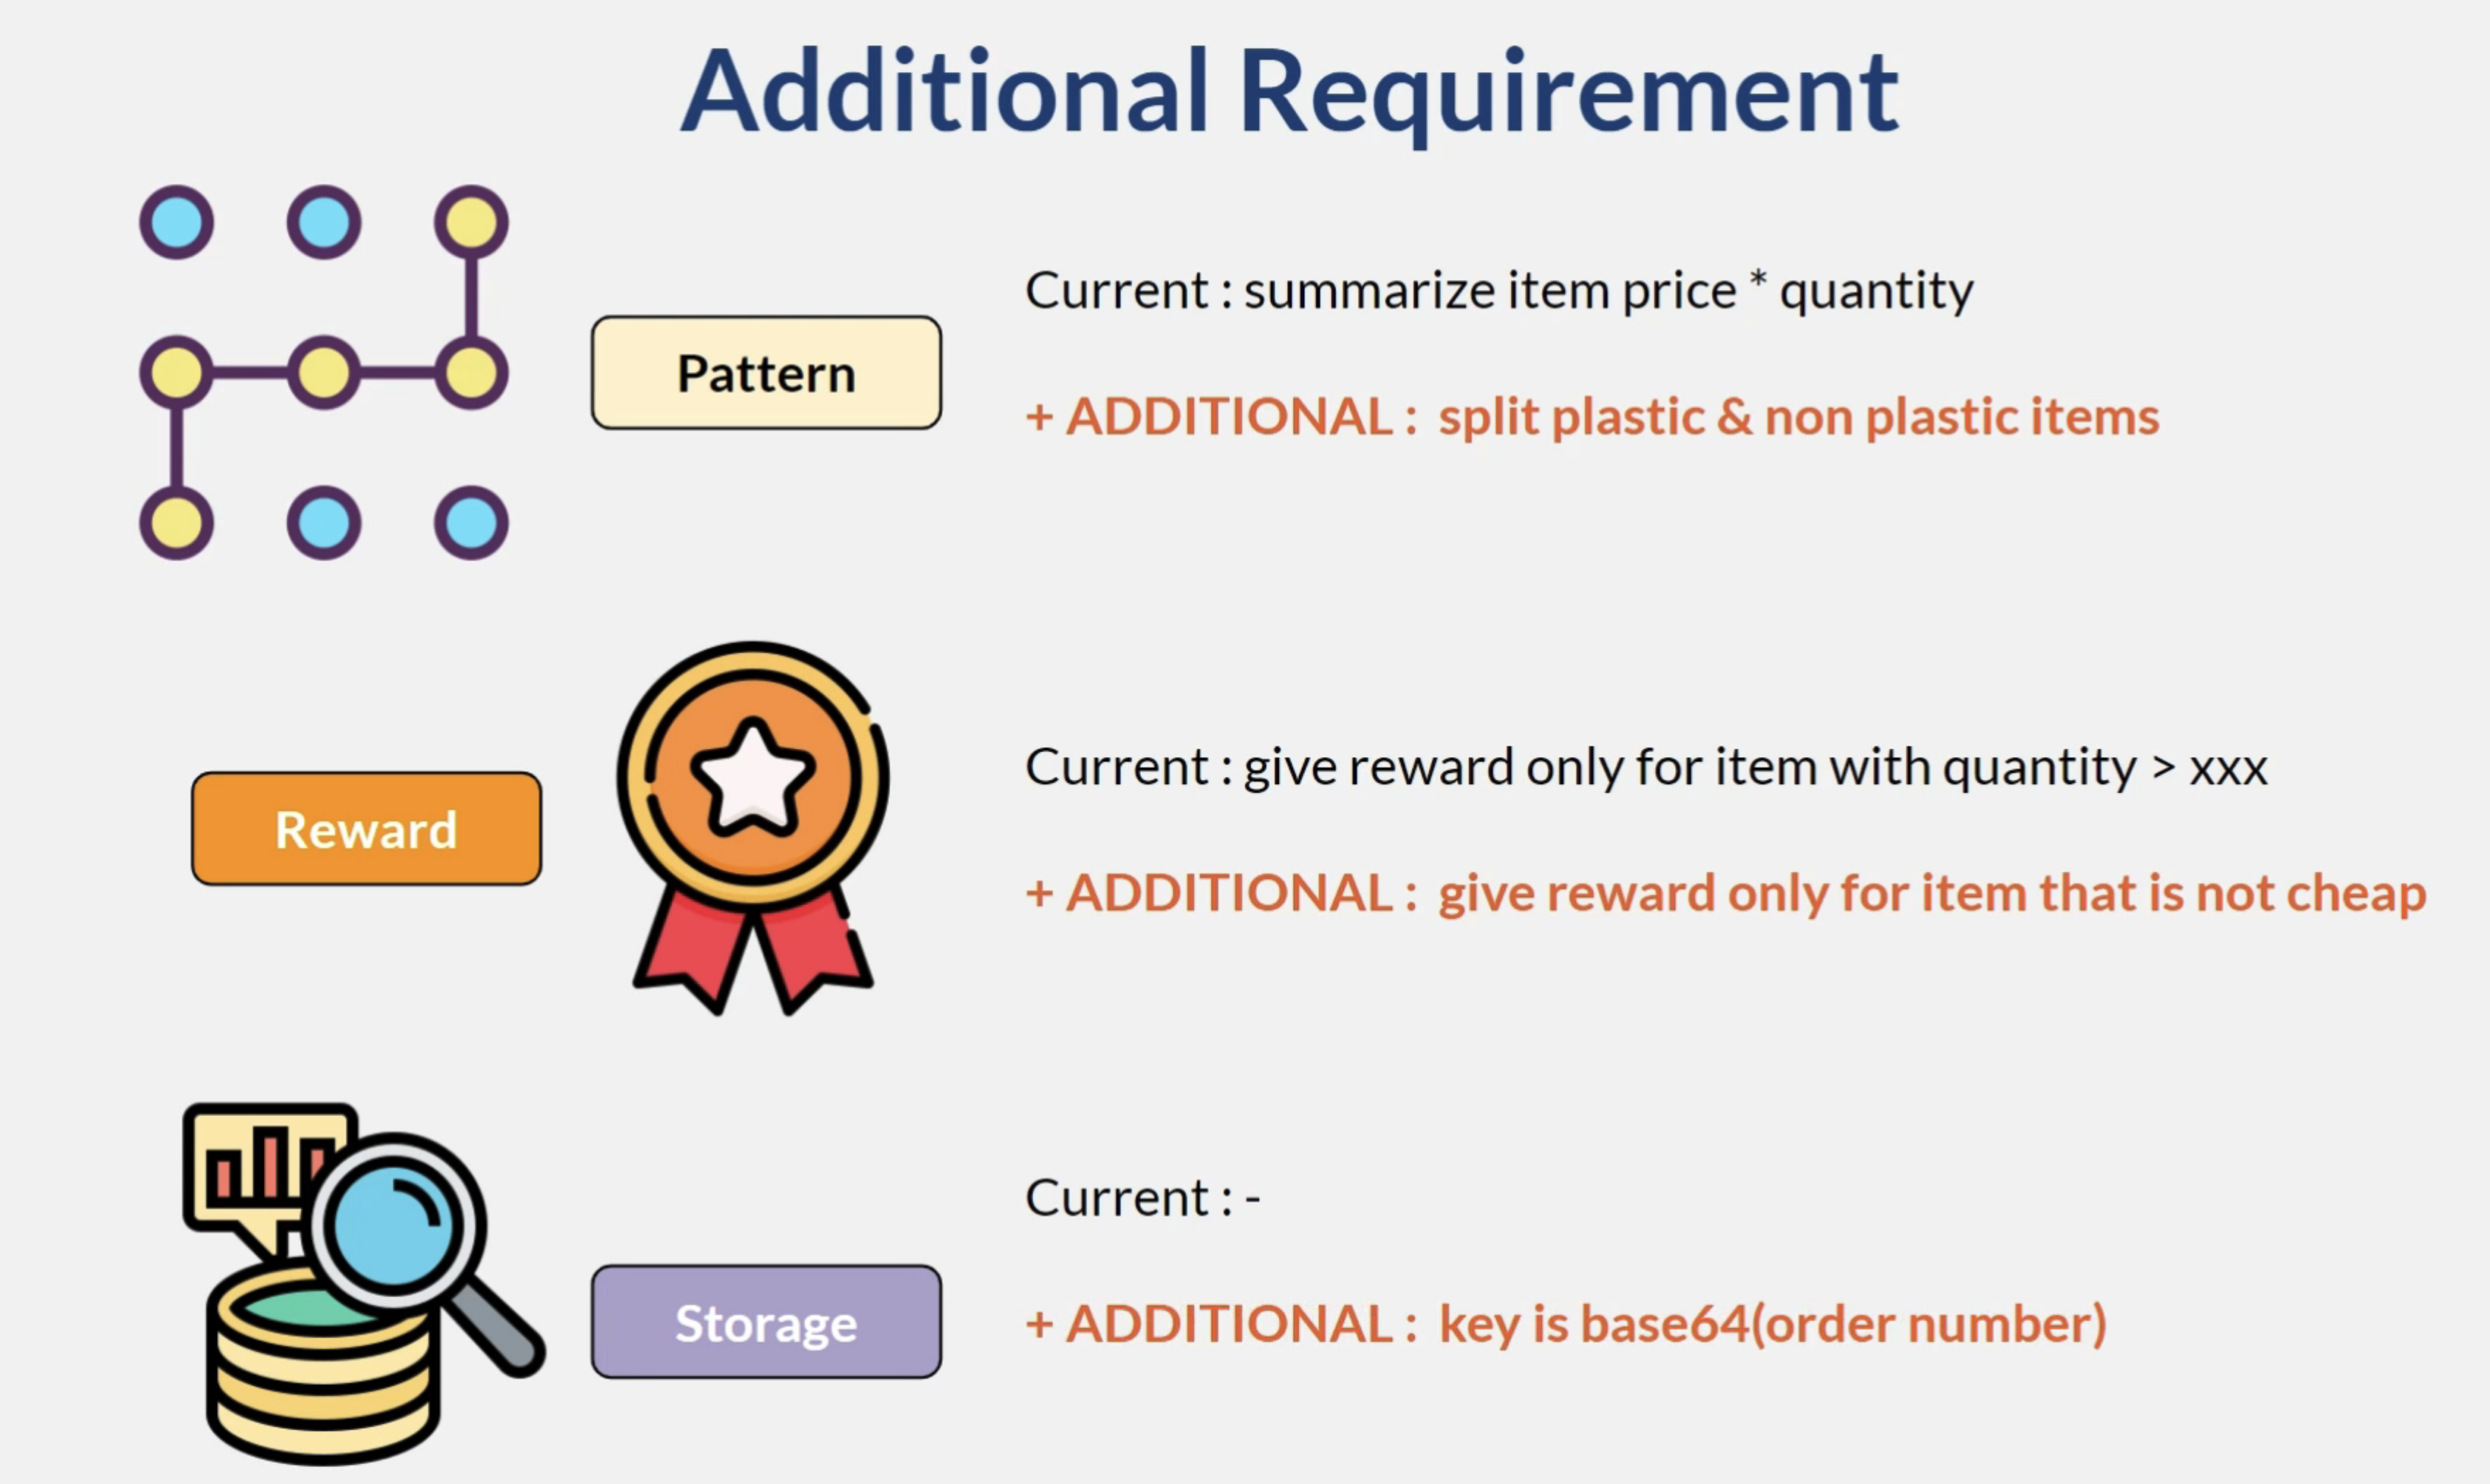 Additional Requirement
Pattern
Current : summarize item price * quantity
+ ADDITIONAL : split plastic & non plastic items
Reward
Current : give reward only for item with quantity > xxx
+ ADDITIONAL : give reward only for item that is not cheap
Storage
Current : -
+ ADDITIONAL : key is base64(order number)